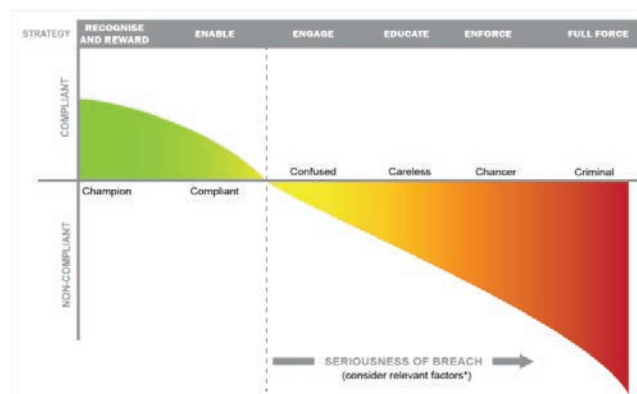 STRATEGY
RECOGNISE
AND REWARD
ENABLE
ENGAGE
EDUCATE
ENFORCE
FULL FORCE
COMPLIANT
Confused
Careless
Chancer
Criminal
Champion
Compliant
NON-COMPLIANT
SERIOUSNESS OF BREACH
(consider relevant factors*)